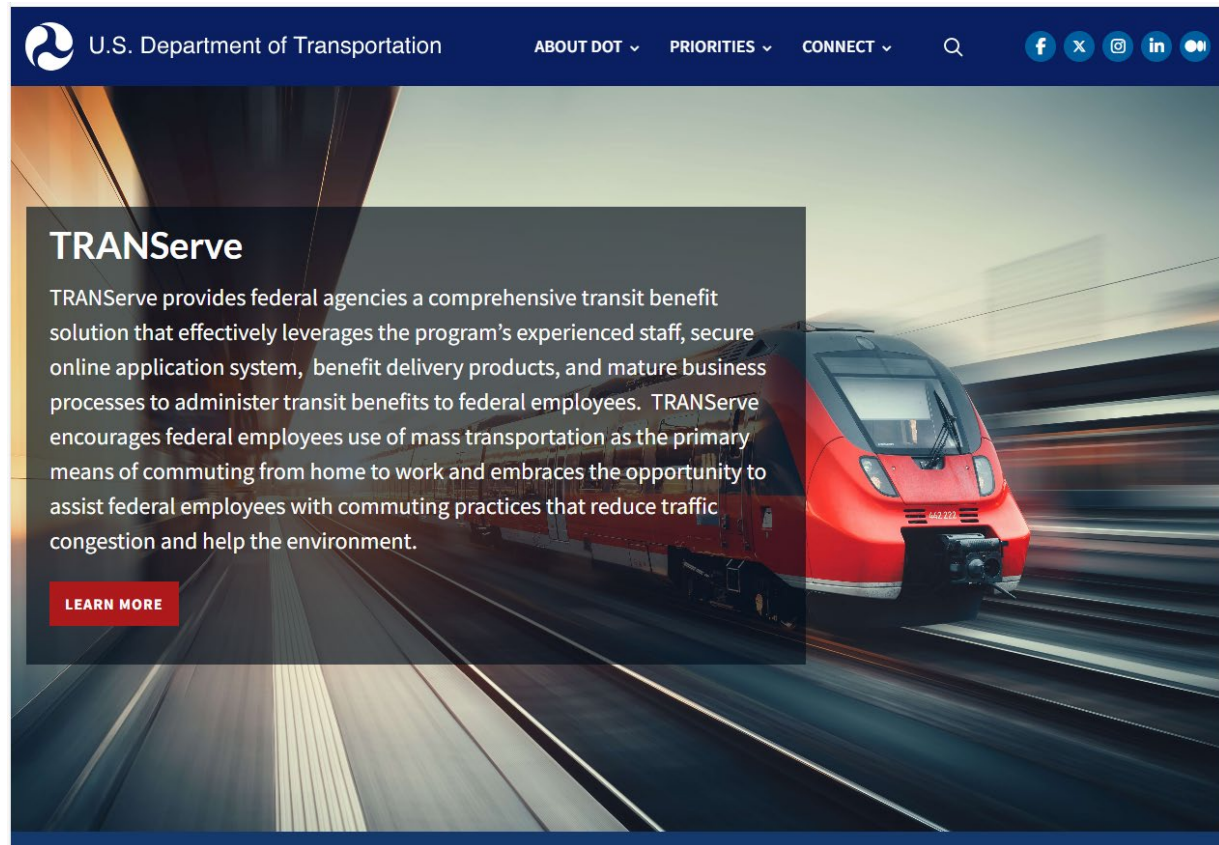 U.S. Department of Transportation
ABOUT DOT
PRIORITIES
CONNECT
TRANServe
TRANServe provides federal agencies a comprehensive transit benefit
solution that effectively leverages the program's experienced staff, secure
online application system,  benefit delivery products, and mature business
processes to administer transit benefits to federal employees.  TRANServe
encourages federal employees use of mass transportation as the primary
means of commuting from home to work and embraces the opportunity to
assist federal employees with commuting practices that reduce traffic
congestion and help the environment.
LEARN MORE
442 222